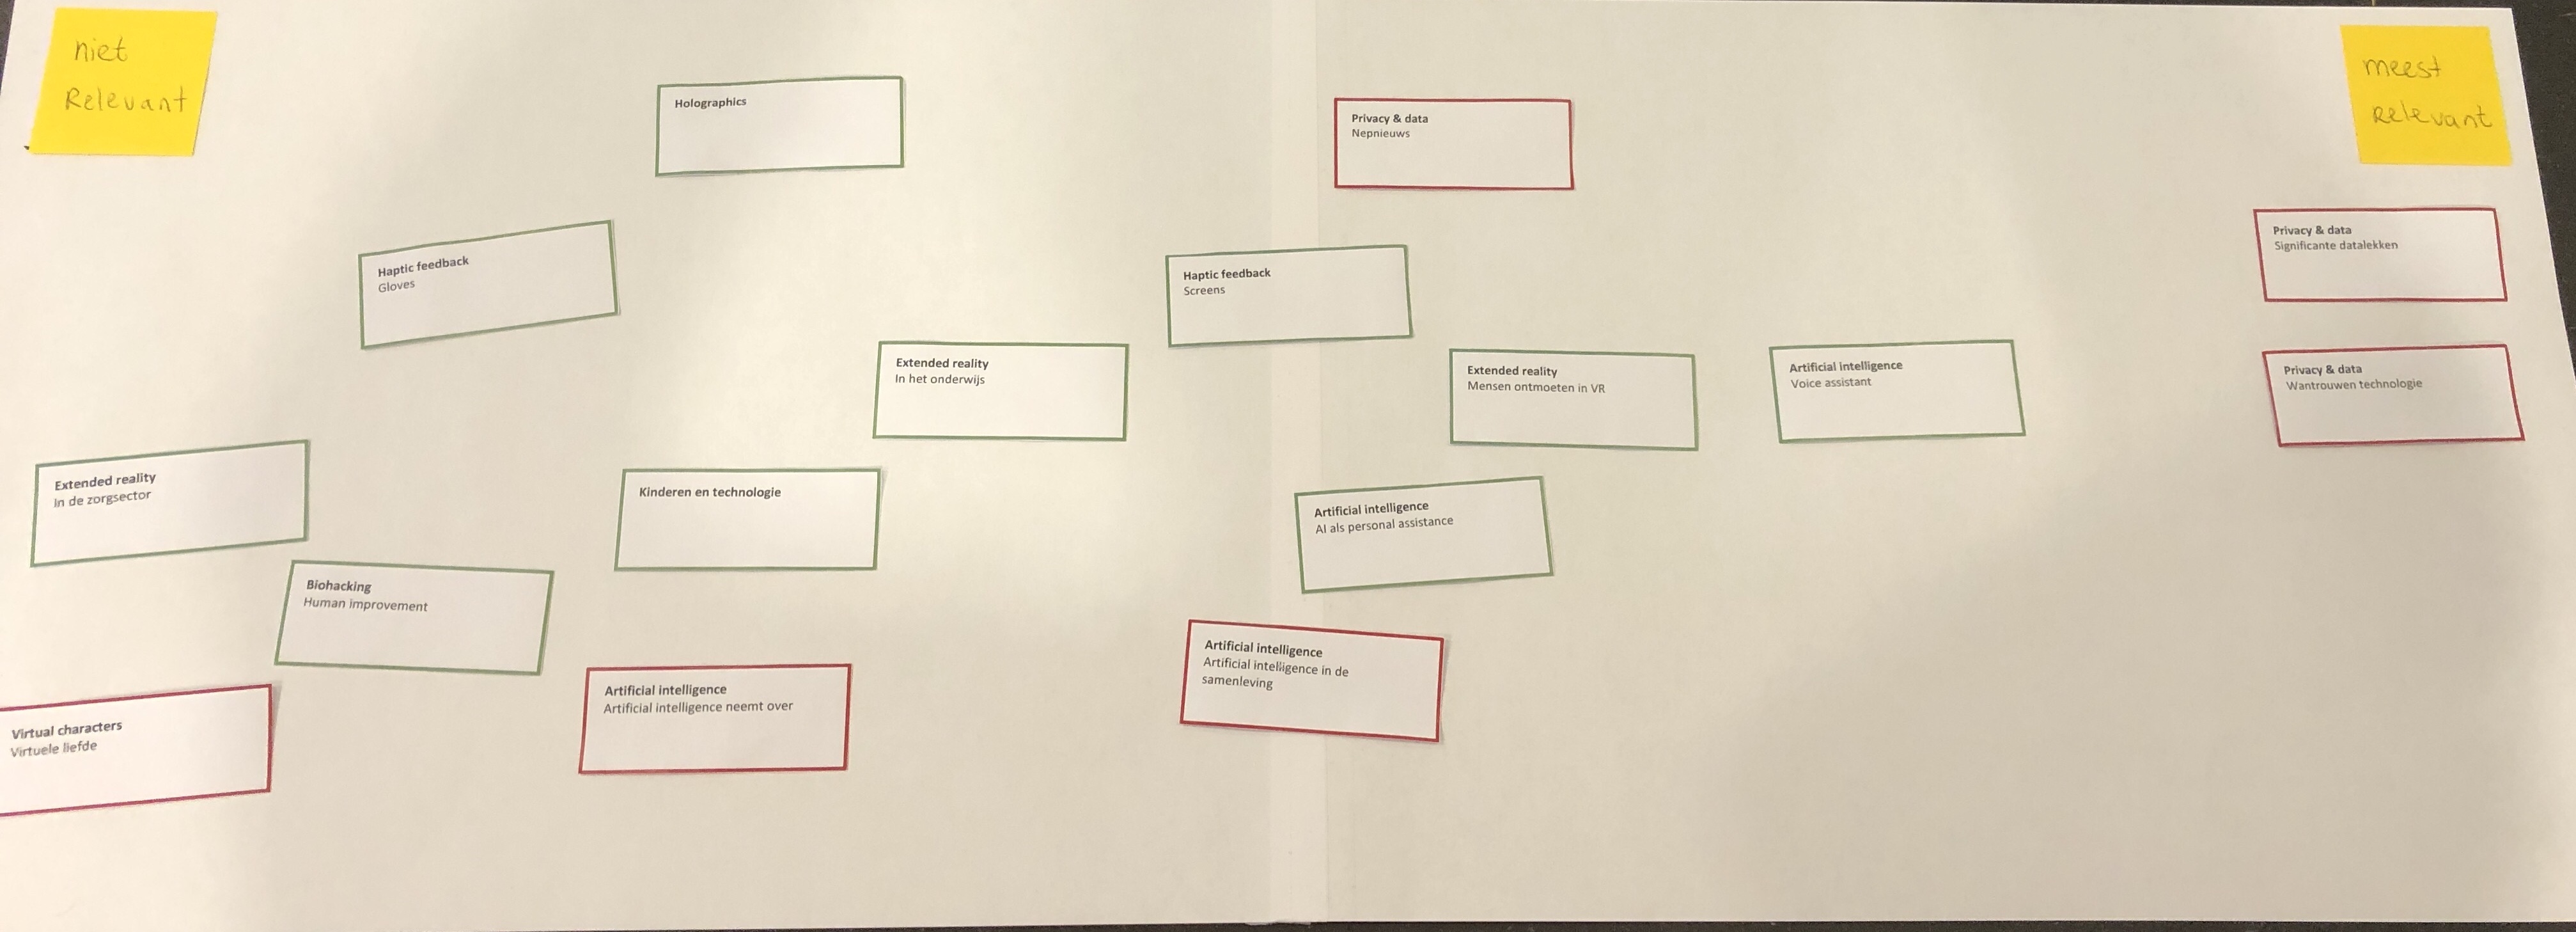 niet
Relevant
meest
Relevant
Holographics
Privacy & data
Nepnieuws
Privacy & data
Significante datalekken
Haptic feedback
Gloves
Haptic feedback
Screens
Extended reality
In het onderwijs
Extended reality
Mensen ontmoeten in VR
Artificial intelligence
Voice assistant
Privacy & data
Wantrouwen technologie
Extended reality
In de zorgsector
Kinderen en technologie
Artificial intelligence
AI als personal assistance
Biohacking
Human improvement
Artificial intelligence
Artificial intelligence in de
samenleving
Artificial intelligence
Artificial intelligence neemt over
Virtual characters
Virtuele liefde